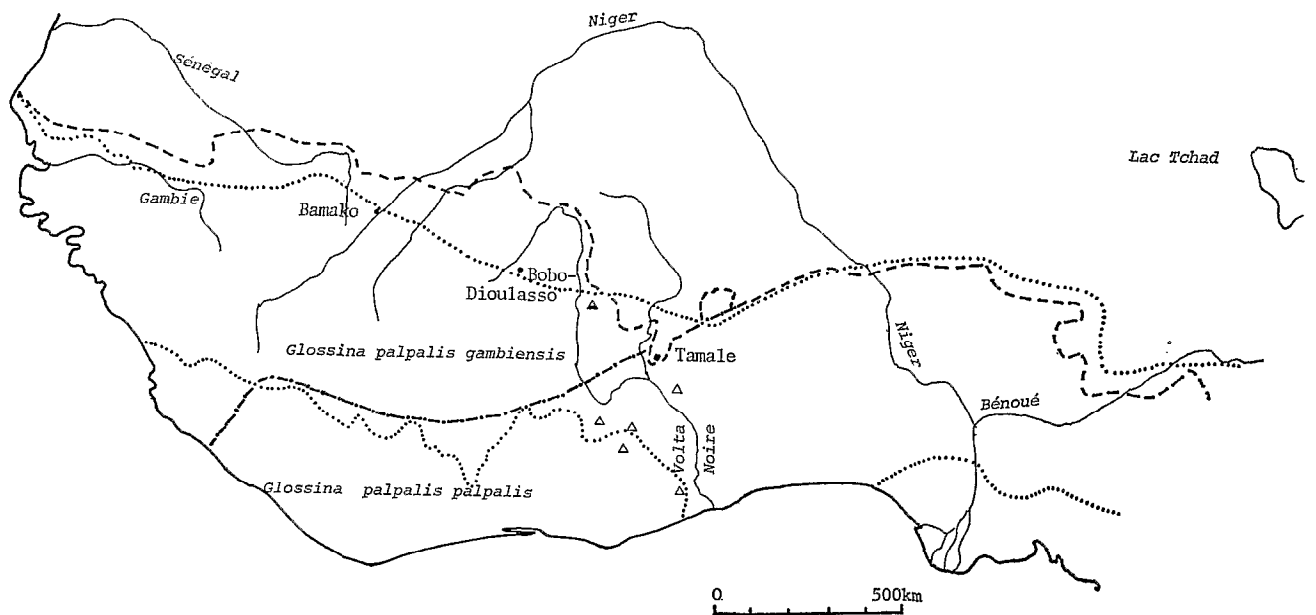 Niger
Sénégal
Lac Tchad
Gambie
Bamako
Bobo-
Dioulasso
Glossina palpalis gambiensis
Tamale
Niger
Bénoué
Volta
Noire
Glossina palpalis palpalis
0 500km